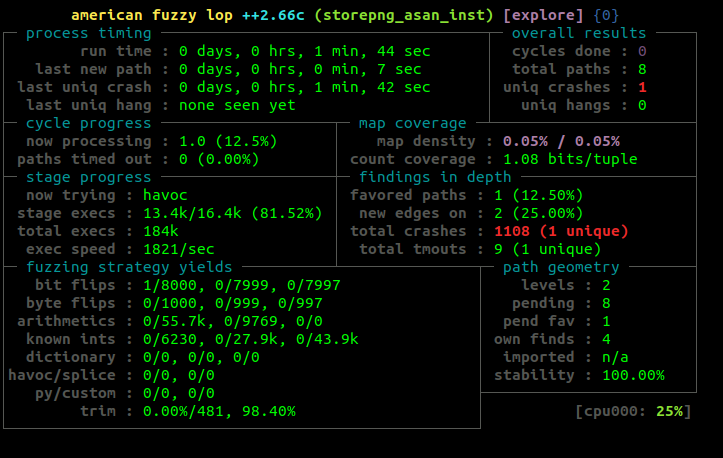 american fuzzy lop ++2.66c (storepng_asan_inst) [explore] {0}
process timing overall results
run time : 0 days, 0 hrs, 1 min, 44 sec cycles done : 0
last new path : 0 days, 0 hrs, 0 min, 7 sec total paths : 8
last uniq crash : 0 days, 0 hrs, 1 min, 42 sec uniq crashes : 1
last uniq hang : none seen yet uniq hangs : 0
cycle progress map coverage
now processing : 1.0 (12.5%) map density : 0.05% / 0.05%
paths timed out : 0 (0.00%) count coverage : 1.08 bits/tuple
stage progress findings in depth
now trying : havoc favored paths : 1 (12.50%)
stage execs : 13.4k/16.4k (81.52%) new edges on : 2 (25.00%)
total execs : 184k total crashes : 1108 (1 unique)
exec speed : 1821/sec total tmouts : 9 (1 unique)
fuzzing strategy yields path geometry
bit flips : 1/8000, 0/7999, 0/7997 levels : 2
byte flips : 0/1000, 0/999, 0/997 pending : 8
arithmetics : 0/55.7k, 0/9769, 0/0 pend fav : 1
known ints : 0/6230, 0/27.9k, 0/43.9k own finds : 4
dictionary : 0/0, 0/0, 0/0 imported : n/a
havoc/splice : 0/0, 0/0 stability : 100.00%
py/custom : 0/0, 0/0
trim : 0.00%/481, 98.40% [cpu000: 25%]